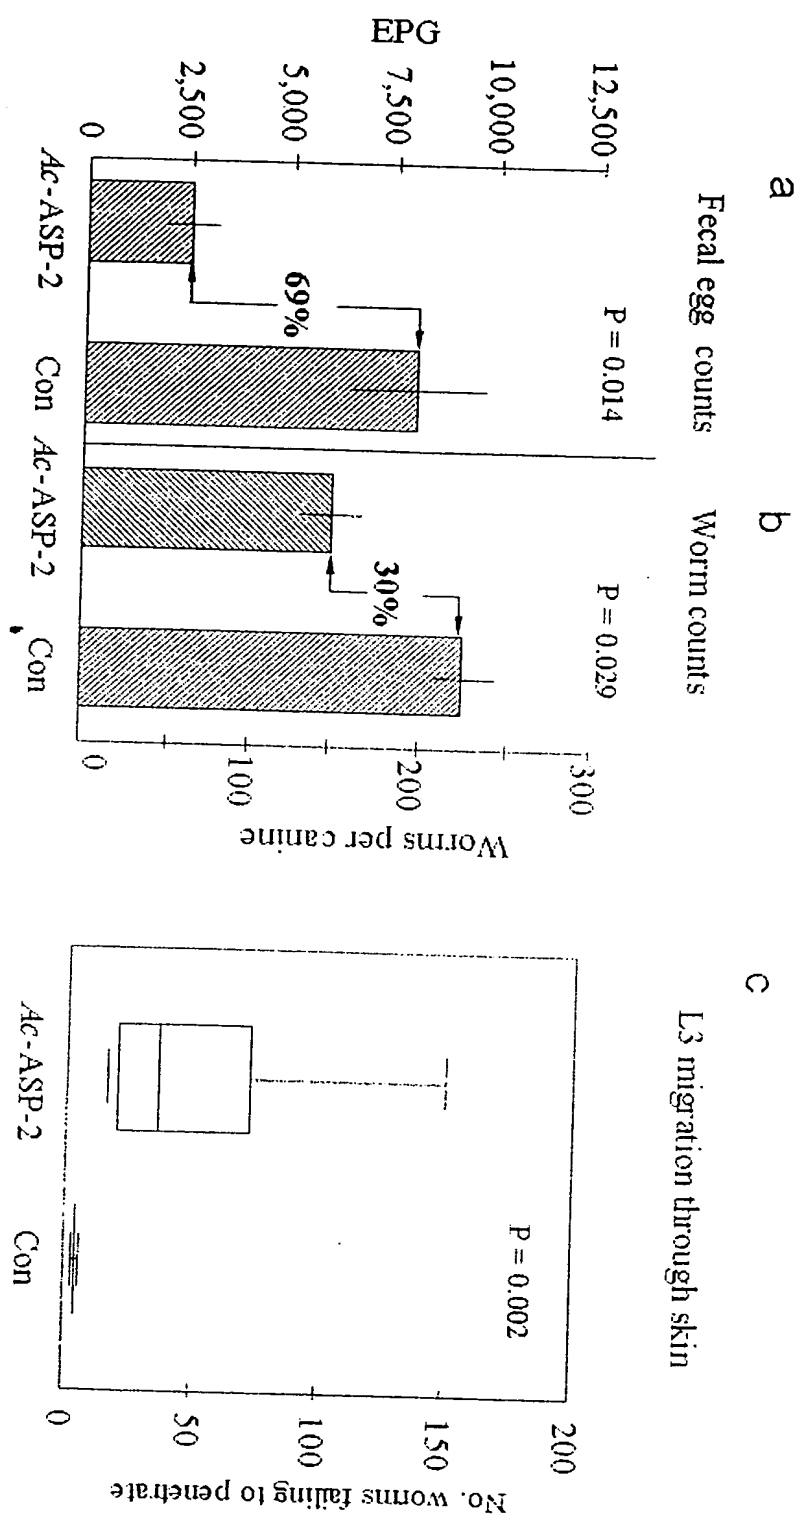 a
Fecal egg counts
P = 0.014
EPG
12,500
10,000
7,500
5,000
2,500
0
69%
Ac-ASP-2
Con
b
Worm counts
P = 0.029
30%
Ac-ASP-2
Con
300
200
100
0
Worms per canine
c
L3 migration through skin
P = 0.002
Ac-ASP-2
Con
200
150
100
50
0
No. worms failing to penetrate